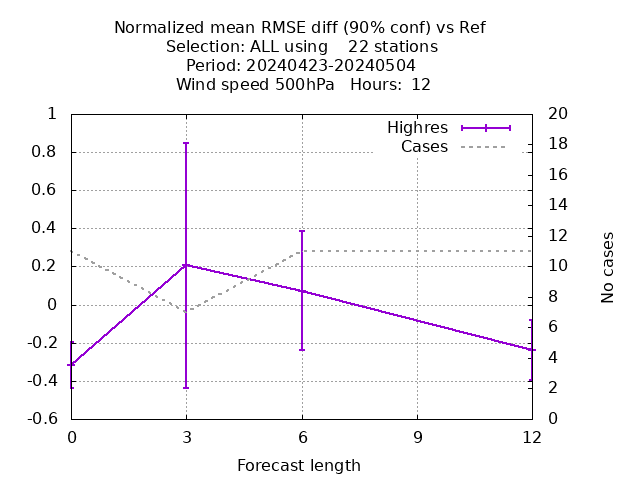 Normalized mean RMSE diff (90% conf) vs Ref
Selection: ALL using    22 stations
Period: 20240423-20240504
Wind speed 500hPa   Hours:  12
Highres
Cases
1
0.8
0.6
0.4
0.2
0
-0.2
-0.4
-0.6
20
18
16
14
12
10
8
6
4
2
0
No cases
0 3 6 9 12
Forecast length